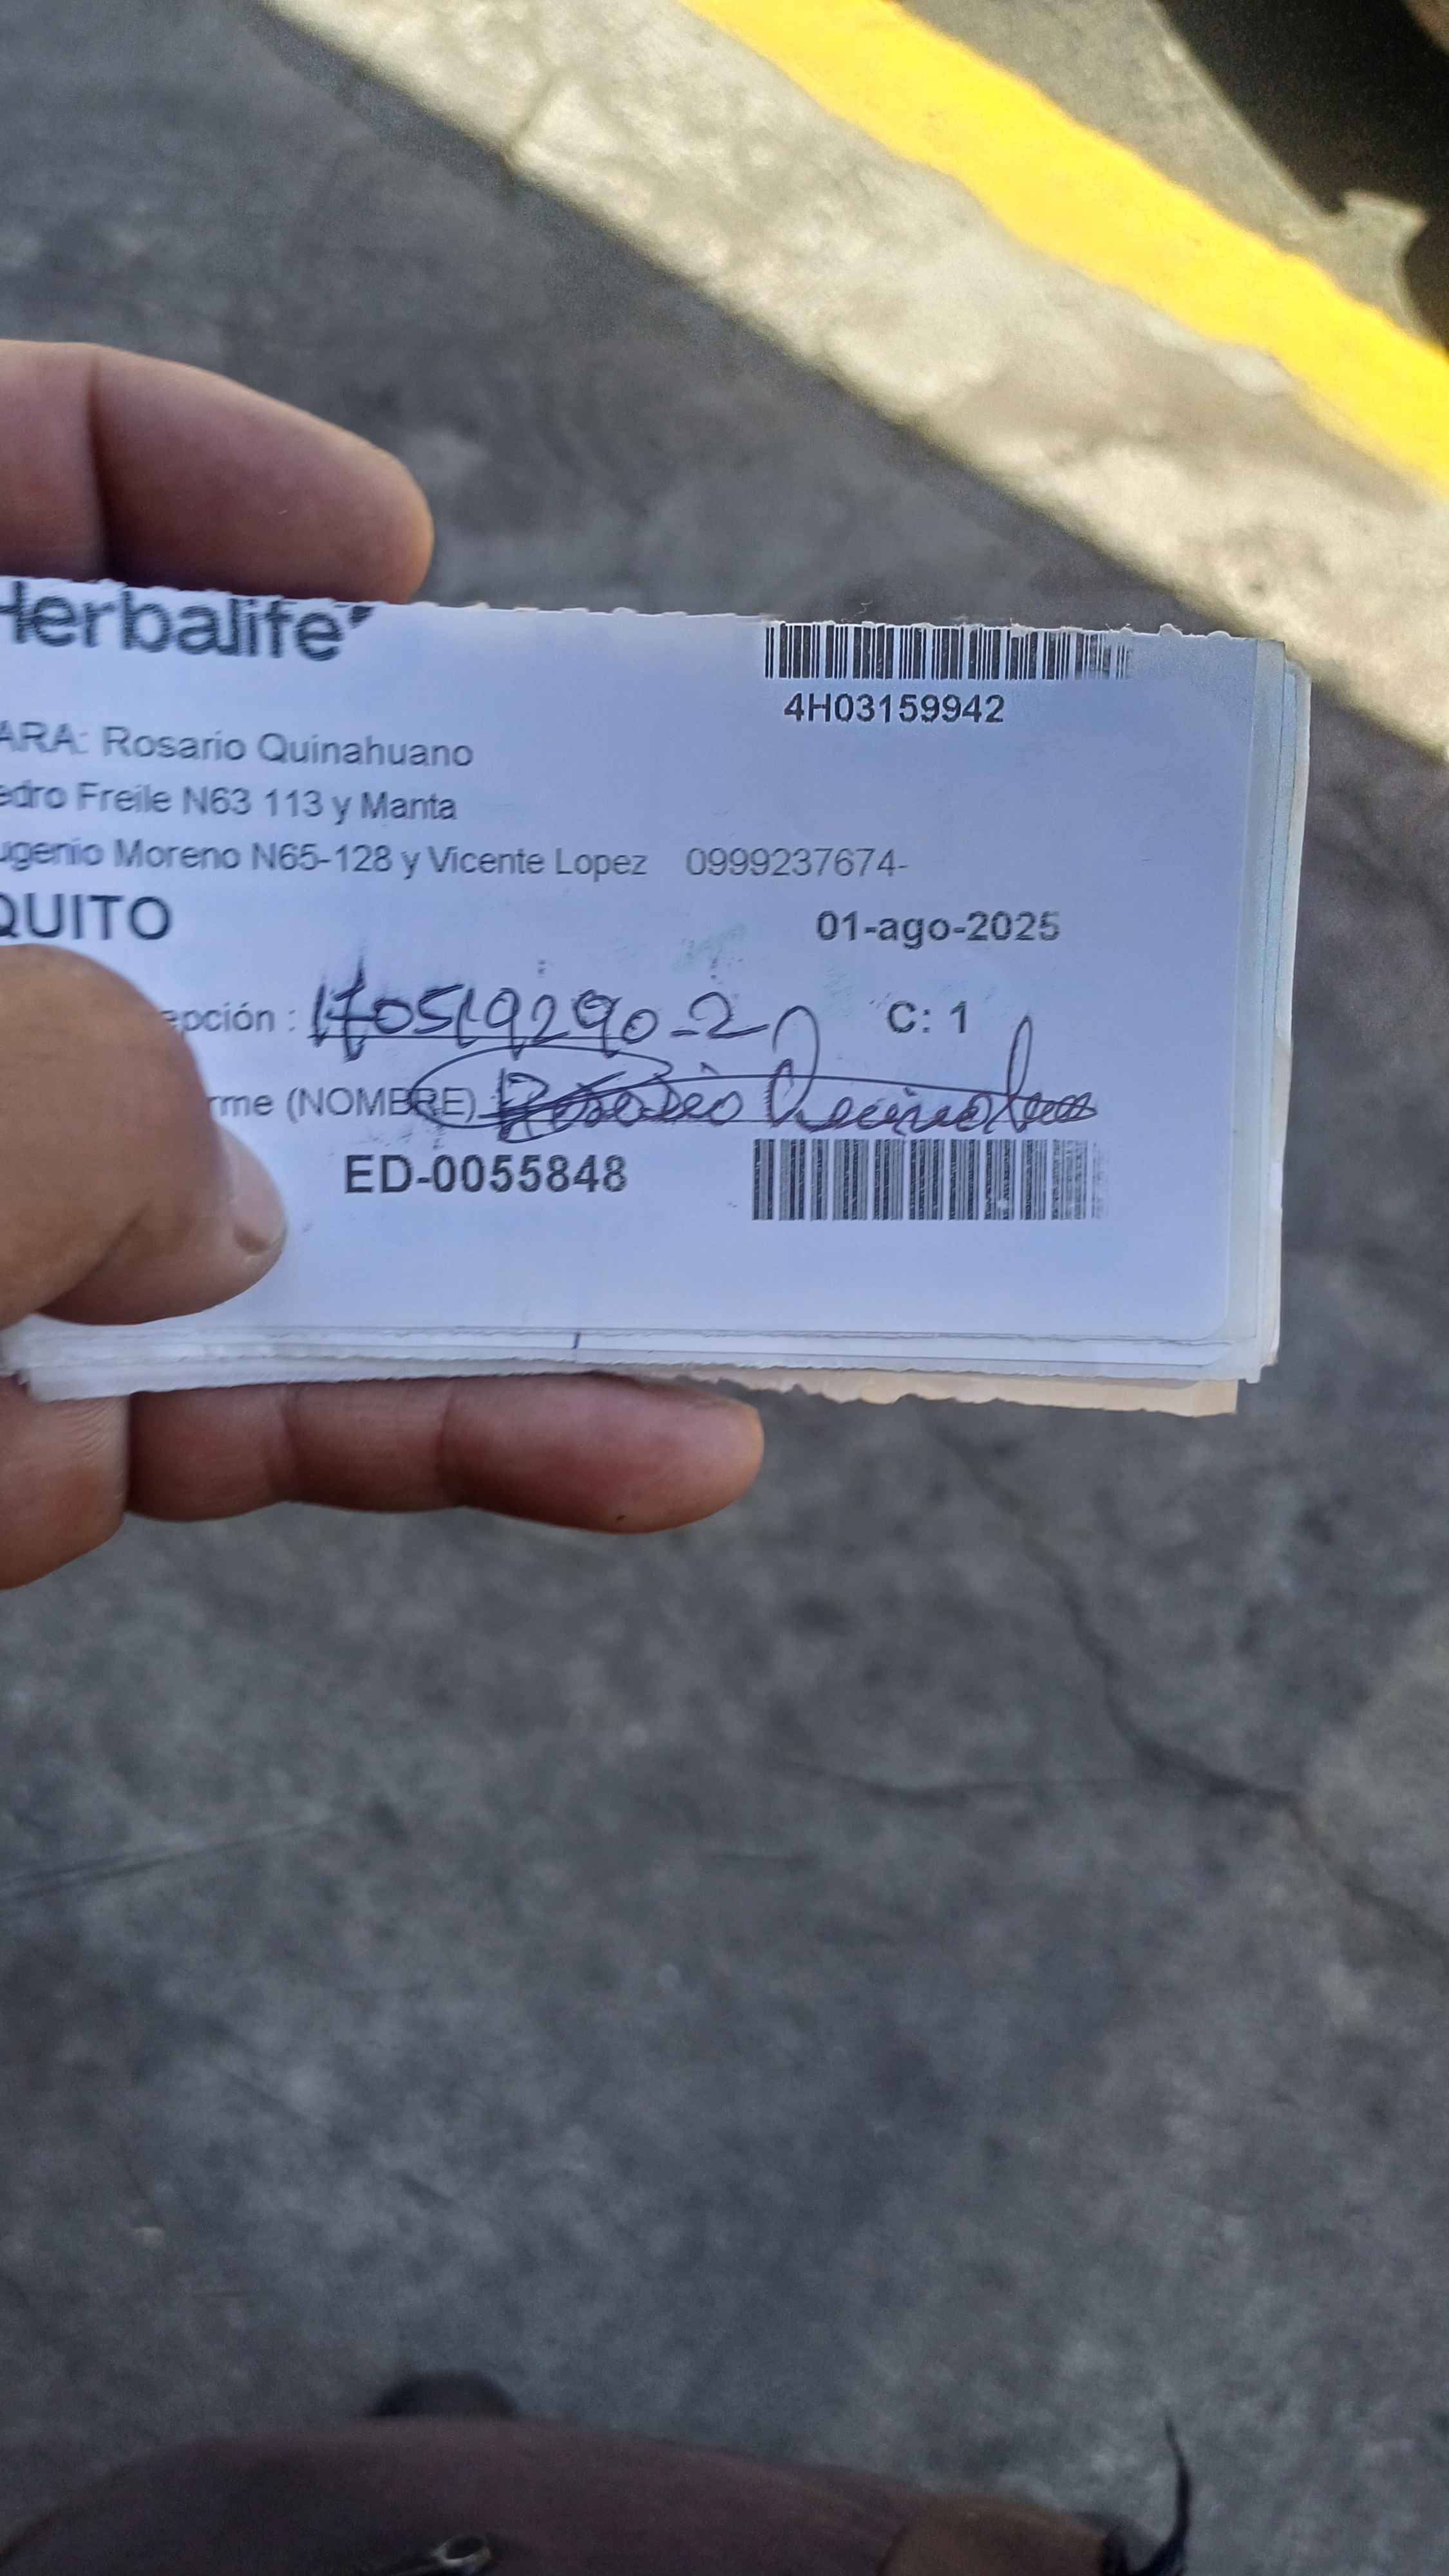 Herbalife
4H03159942
ARA: Rosario Quinahuano
edro Freile N63 113 y Manta
ugenio Moreno N65-128 y Vicente Lopez 0999237674-
QUITO
01-ago-2025
epción : 170519290-2 C: 1
rme (NOMBRE) Rosario
ED-0055848